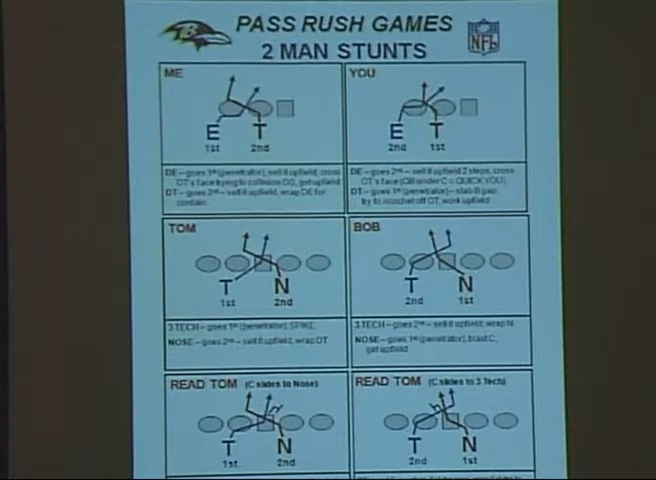 PASS RUSH GAMES
2 MAN STUNTS
NFL
ME
E T
1st 2nd
DE – goes 1st (penetrator), sell it upfield, cross
OT's face trying to collision OG, get upfield
DT – goes 2nd – sell it upfield, wrap DE for
contain
YOU
E T
2nd 1st
DE – goes 2nd – sell it upfield 2 steps, cross
OT's face (QB under C = QUICK YOU)
DT – goes 1st (penetrator) – stab B gap,
try to ricochet off OT, work upfield
TOM
T N
1st 2nd
3 TECH – goes 1st (penetrator), SPIKE
NOSE – goes 2nd – sell it upfield, wrap DT
BOB
T N
2nd 1st
3 TECH – goes 2nd – sell it upfield, wrap N
NOSE – goes 1st (penetrator), blast C,
get upfield
READ TOM (C slides to Nose)
T N
1st 2nd
READ TOM (C slides to 3 Tech)
T N
2nd 1st